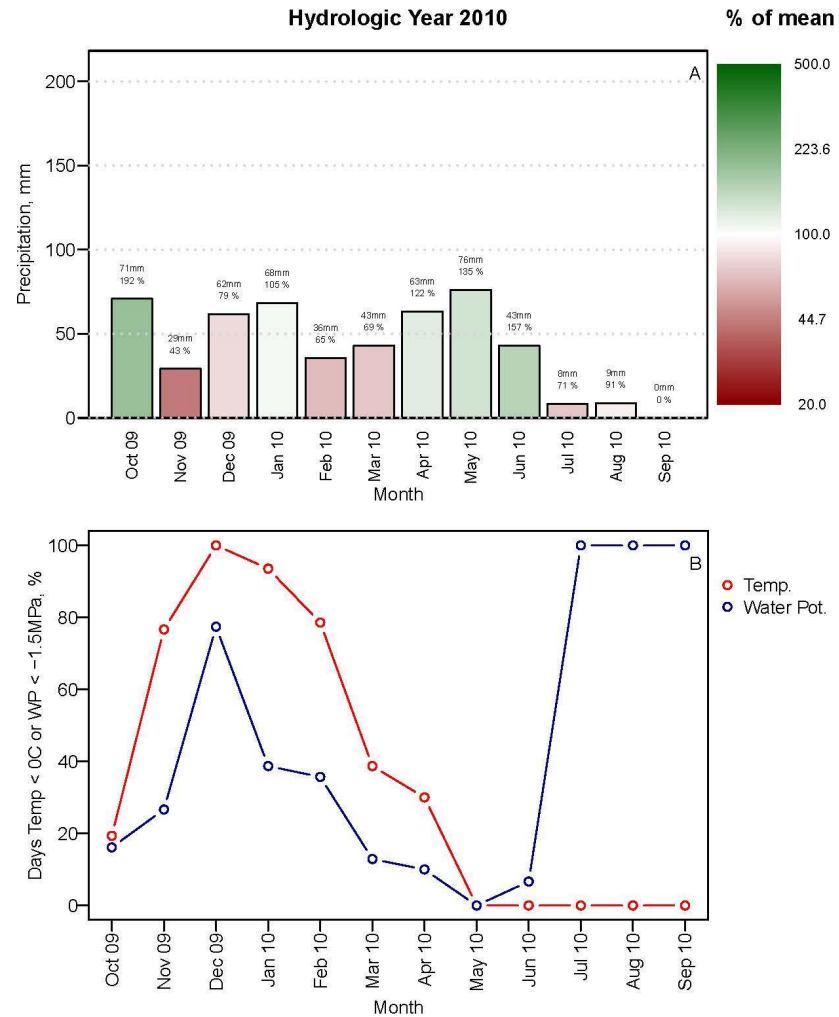 Hydrologic Year 2010
% of mean
A
200
150
100
50
0
Precipitation, mm
71mm
192 %
29mm
43 %
62mm
79 %
68mm
105 %
36mm
65 %
43mm
69 %
63mm
122 %
76mm
135 %
43mm
157 %
8mm
71 %
9mm
91 %
0mm
0 %
Oct 09
Nov 09
Dec 09
Jan 10
Feb 10
Mar 10
Apr 10
May 10
Jun 10
Jul 10
Aug 10
Sep 10
Month
500.0
223.6
100.0
44.7
20.0
B
100
80
60
40
20
0
Days Temp < 0C or WP < −1.5MPa, %
Oct 09
Nov 09
Dec 09
Jan 10
Feb 10
Mar 10
Apr 10
May 10
Jun 10
Jul 10
Aug 10
Sep 10
Month
Temp.
Water Pot.